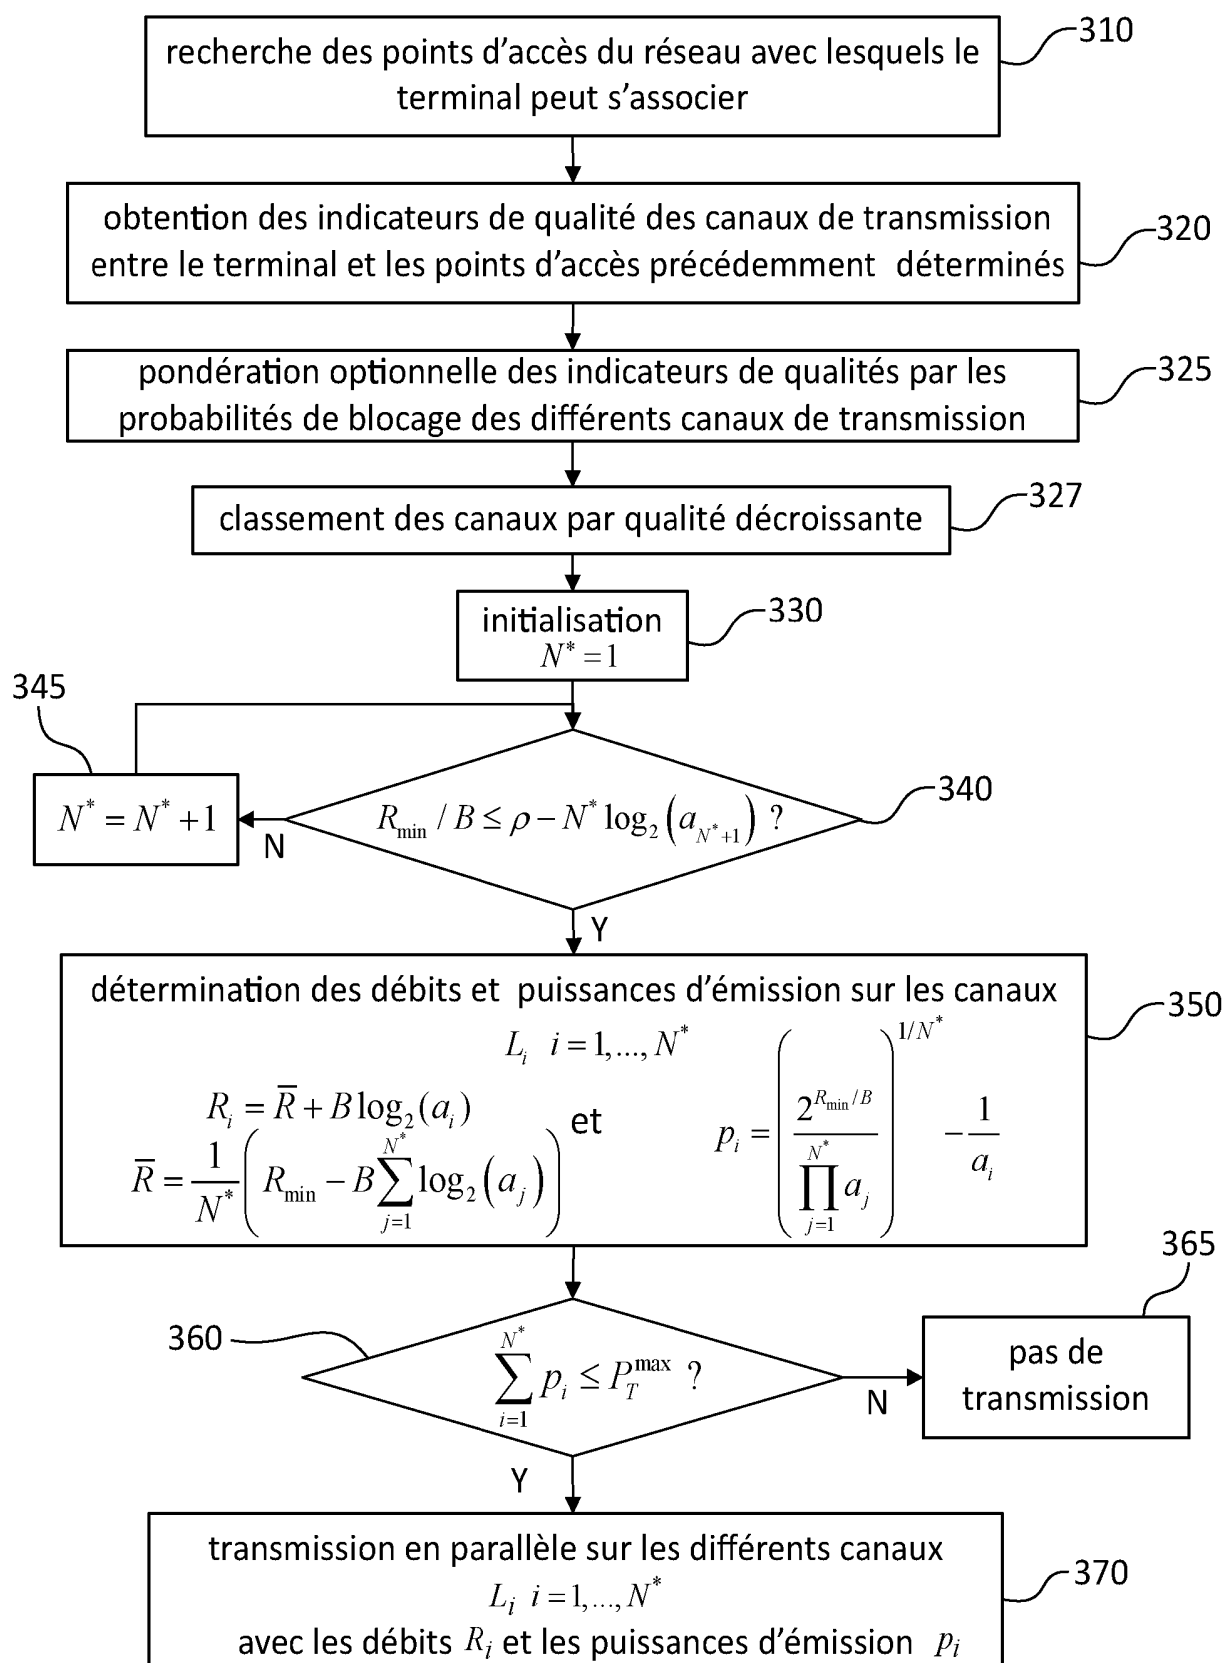 recherche des points d'accès du réseau avec lesquels le
terminal peut s'associer
310
obtention des indicateurs de qualité des canaux de transmission
entre le terminal et les points d'accès précédemment déterminés
320
pondération optionnelle des indicateurs de qualités par les
probabilités de blocage des différents canaux de transmission
325
classement des canaux par qualité décroissante
327
initialisation
N* = 1
330
345
N* = N* + 1
N
R_min / B ≤ ρ − N* log₂(a_{N*+1}) ?
340
Y
détermination des débits et puissances d'émission sur les canaux
L_i i = 1,..., N*
R_i = R̅ + B log₂(a_i)
R̅ = 1/N* (R_min − B ∑_{j=1}^{N*} log₂(a_j))
et
p_i = (2^{R_min/B} / ∏_{j=1}^{N*} a_j)^{1/N*} − 1/a_i
350
360
∑_{i=1}^{N*} p_i ≤ P_T^max ?
N
365
pas de
transmission
Y
transmission en parallèle sur les différents canaux
L_i i = 1,..., N*
avec les débits R_i et les puissances d'émission p_i
370